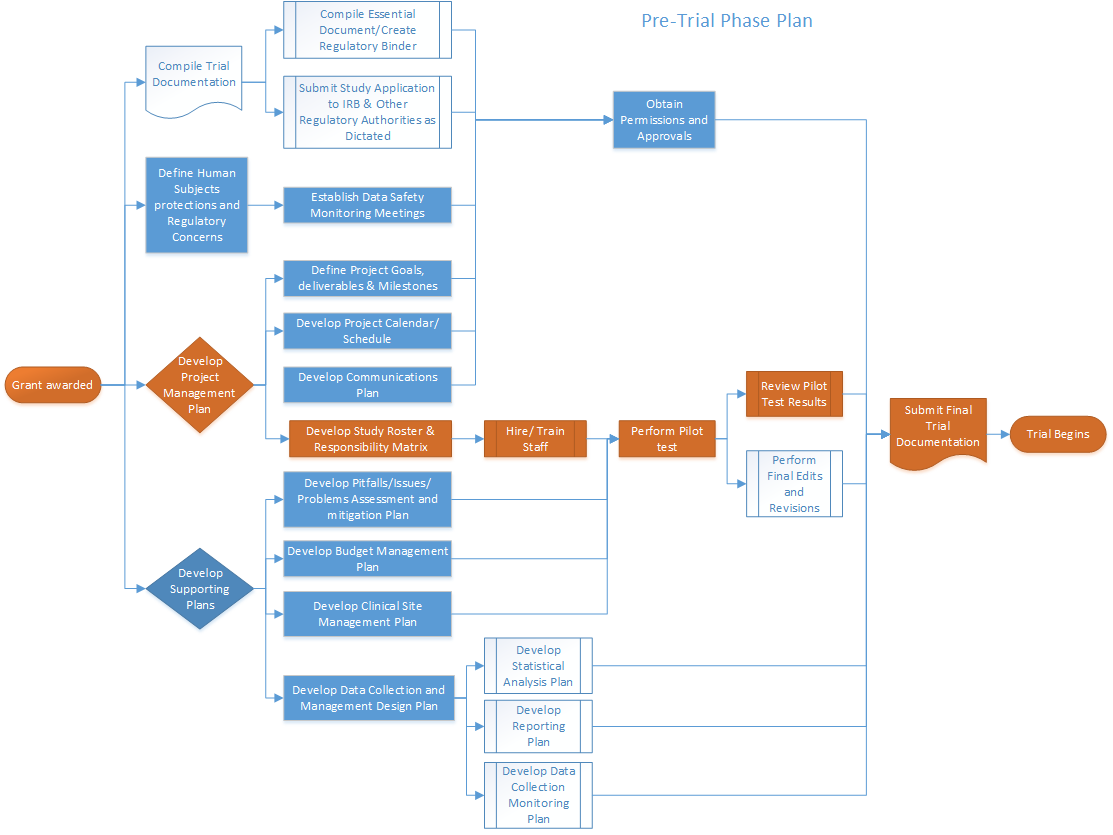 Pre-Trial Phase Plan
Compile Essential
Document/Create
Regulatory Binder
Compile Trial
Documentation
Submit Study Application
to IRB & Other
Regulatory Authorities as
Dictated
Obtain
Permissions and
Approvals
Define Human
Subjects
protections and
Regulatory
Concerns
Establish Data Safety
Monitoring Meetings
Define Project Goals,
deliverables & Milestones
Develop Project Calendar/
Schedule
Grant awarded
Develop
Project
Management
Plan
Develop Communications
Plan
Develop Study Roster &
Responsibility Matrix
Hire/ Train
Staff
Perform Pilot
test
Review Pilot
Test Results
Perform
Final Edits
and
Revisions
Submit Final
Trial
Documentation
Trial Begins
Develop Pitfalls/Issues/
Problems Assessment and
mitigation Plan
Develop
Supporting
Plans
Develop Budget Management
Plan
Develop Clinical Site
Management Plan
Develop Data Collection and
Management Design Plan
Develop
Statistical
Analysis Plan
Develop
Reporting
Plan
Develop Data
Collection
Monitoring
Plan